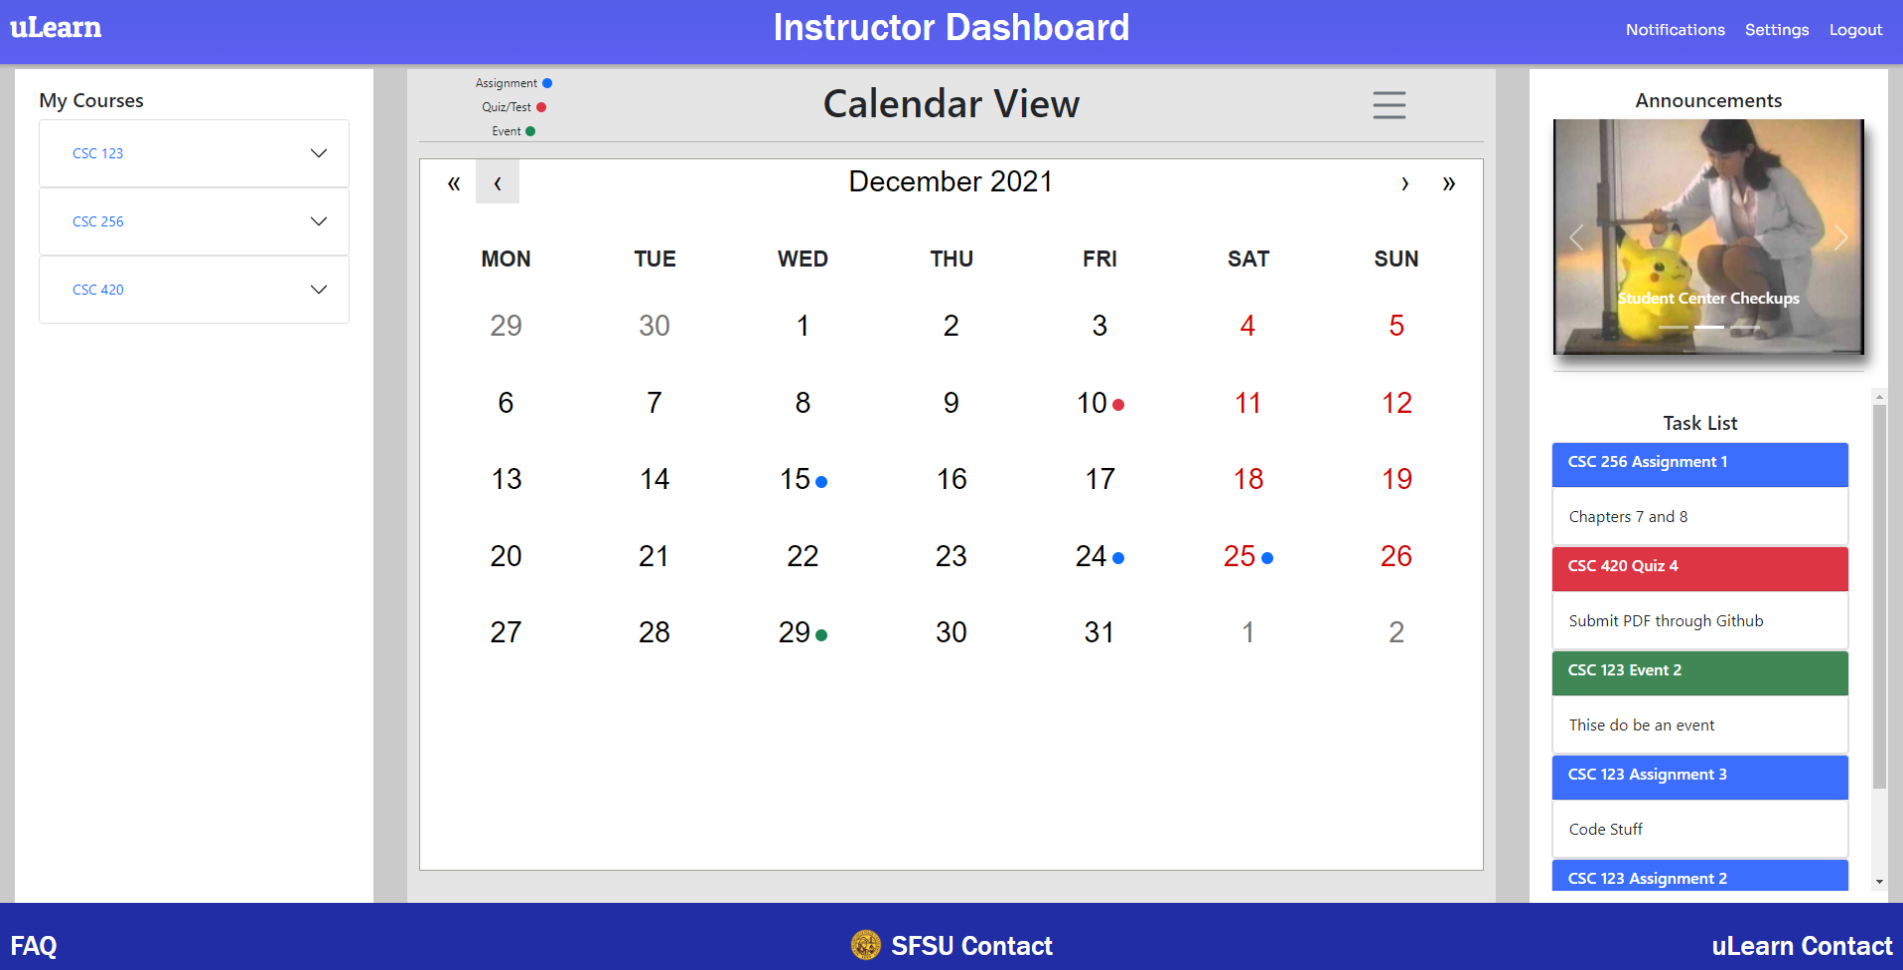 uLearn
Instructor Dashboard
Notifications Settings Logout
My Courses
CSC 123
CSC 256
CSC 420
Assignment
Quiz/Test
Event
Calendar View
« ‹ December 2021 › »
MON TUE WED THU FRI SAT SUN
29 30 1 2 3 4 5
6 7 8 9 10 11 12
13 14 15 16 17 18 19
20 21 22 23 24 25 26
27 28 29 30 31 1 2
Announcements
Student Center Checkups
Task List
CSC 256 Assignment 1
Chapters 7 and 8
CSC 420 Quiz 4
Submit PDF through Github
CSC 123 Event 2
Thise do be an event
CSC 123 Assignment 3
Code Stuff
CSC 123 Assignment 2
FAQ
SFSU Contact
uLearn Contact